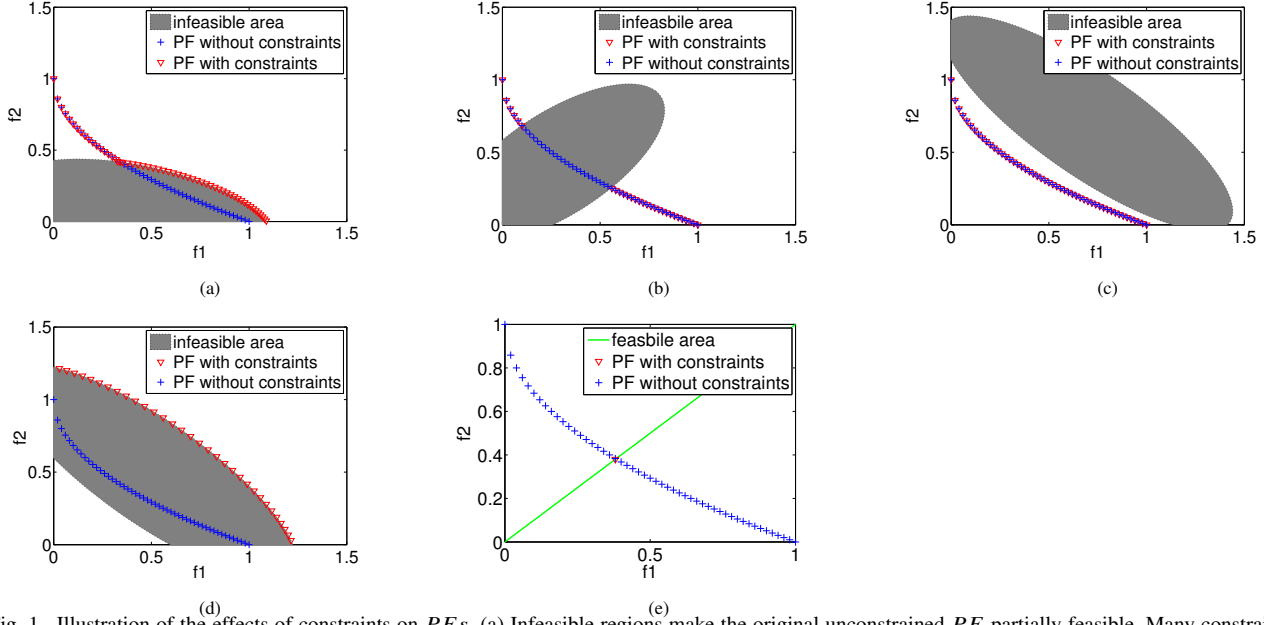 1.5
1
0.5
0
0
0.5
1
1.5
f2
f1
infeasible area
PF without constraints
PF with constraints
(a)
1.5
1
0.5
0
0
0.5
1
1.5
f2
f1
infeasbile area
PF with constraints
PF without constraints
(b)
1.5
1
0.5
0
0
0.5
1
1.5
f2
f1
infeasible area
PF with constraints
PF without constraints
(c)
1.5
1
0.5
0
0
0.5
1
1.5
f2
f1
infeasible area
PF with constraints
PF without constraints
(d)
1
0.8
0.6
0.4
0.2
0
0
0.5
1
f2
f1
feasbile area
PF with constraints
PF without constraints
(e)
ig. 1. Illustration of the effects of constraints on PFs. (a) Infeasible regions make the original unconstrained PF partially feasible. Many constrai